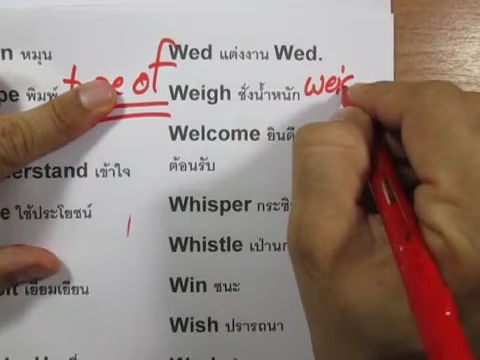 n หมุน
pe พิมพ์ type of
erstand เข้าใจ
e ใช้ประโยชน์
เยี่ยมเยียน
Wed แต่งงาน Wed.
Weigh ชั่งน้ำหนัก weig
Welcome ยินดี
ต้อนรับ
Whisper กระซิ
Whistle เป่านก
Win ชนะ
Wish ปรารถนา